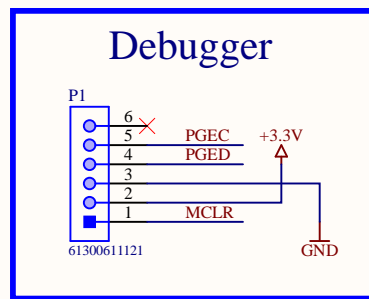 Debugger
P1
6
5 PGEC
4 PGED
+3.3V
3
2
1 MCLR
GND
61300611121